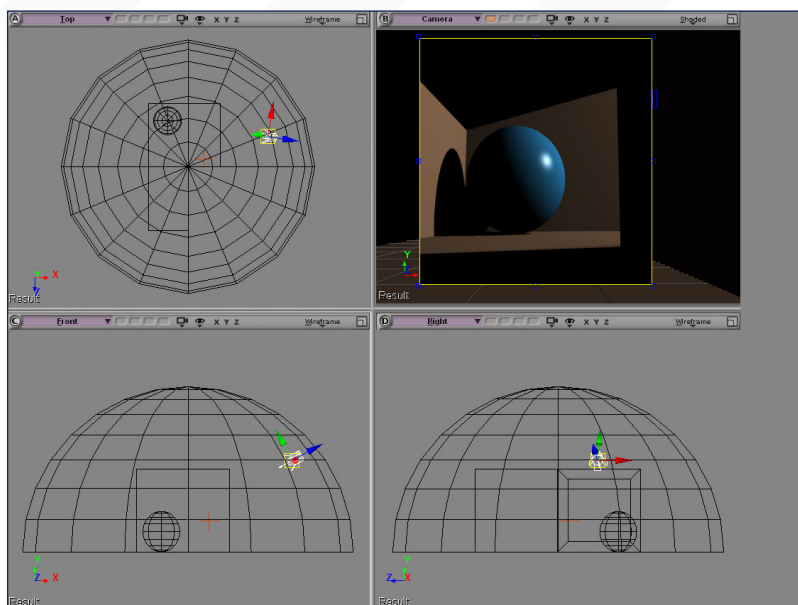 A Top X Y Z Wireframe
B Camera X Y Z Shaded
Y X Z
Result
Y X
Result
C Front X Y Z Wireframe
D Right X Y Z Wireframe
Y Z X
Result
Y Z X
Result